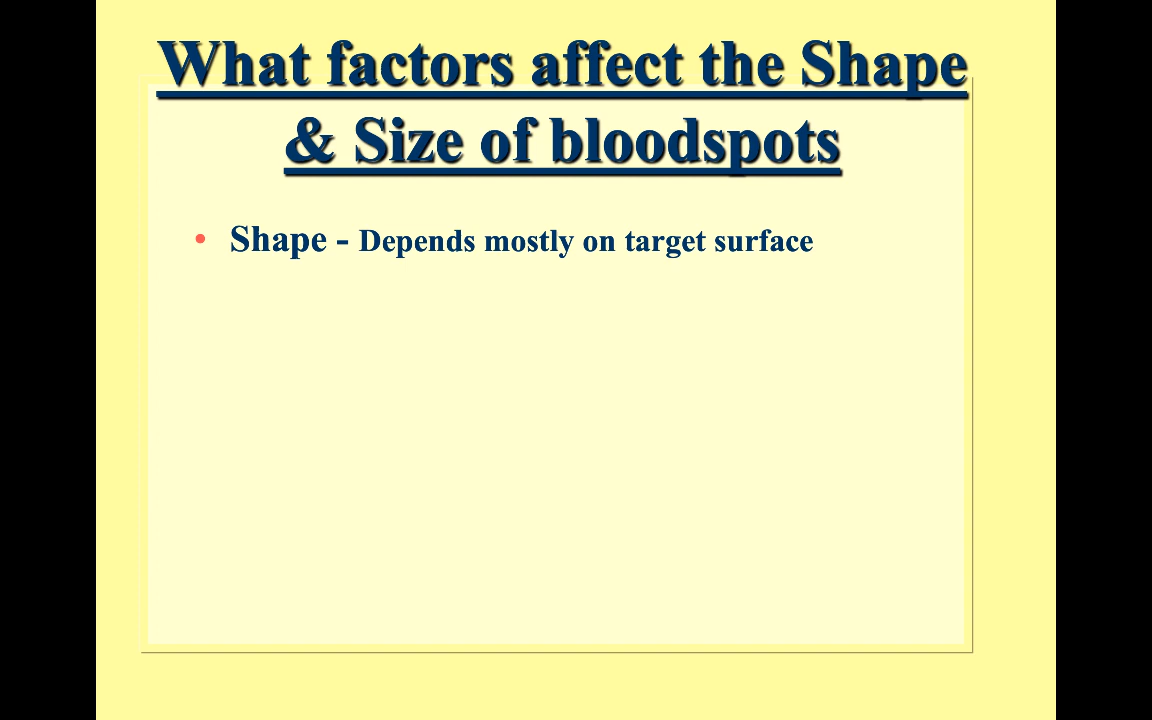 What factors affect the Shape
& Size of bloodspots
• Shape - Depends mostly on target surface